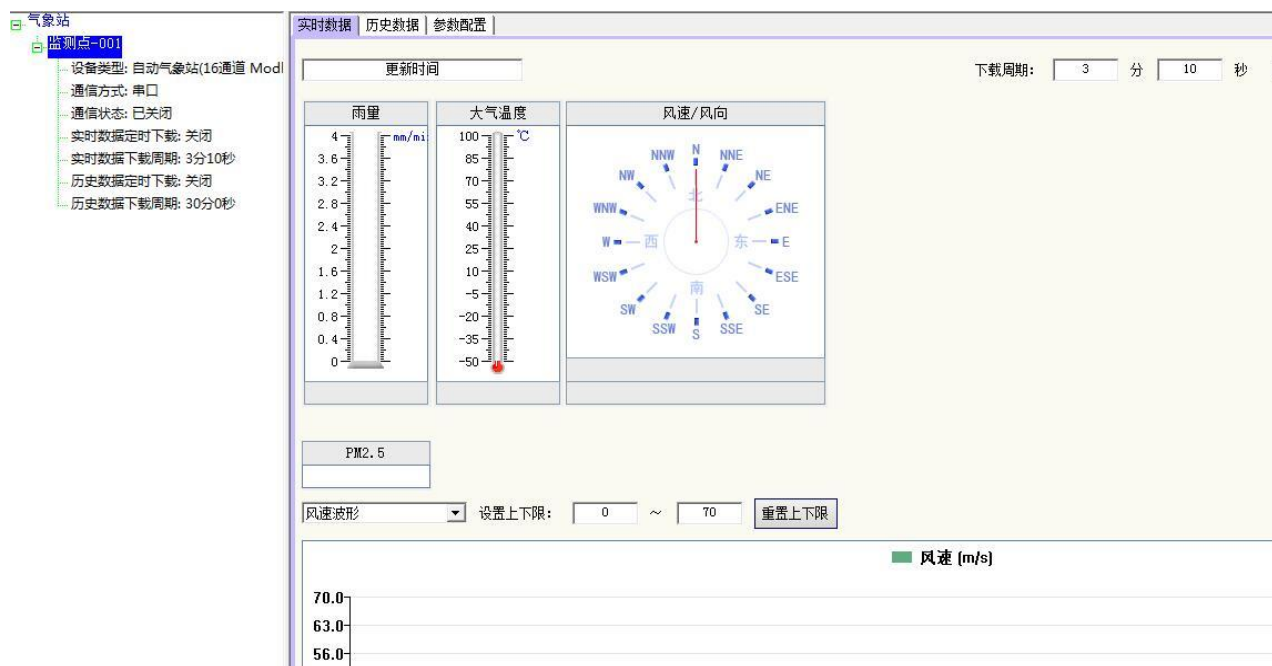 气象站
监测点-001
设备类型: 自动气象站(16通道 Modl
通信方式: 串口
通信状态: 已关闭
实时数据定时下载: 关闭
实时数据下载周期: 3分10秒
历史数据定时下载: 关闭
历史数据下载周期: 30分0秒
实时数据 历史数据 参数配置
更新时间 下载周期: 3 分 10 秒
雨量
4 mm/mi
3.6
3.2
2.8
2.4
2
1.6
1.2
0.8
0.4
0
大气温度
100 ℃
85
70
55
40
25
10
-5
-20
-35
-50
风速/风向
N
NNW NNE
NW NE
北
WNW ENE
W 西 东 E
WSW ESE
南
SW SE
SSW S SSE
PM2.5
风速波形 设置上下限: 0 ~ 70 重置上下限
风速 (m/s)
70.0
63.0
56.0